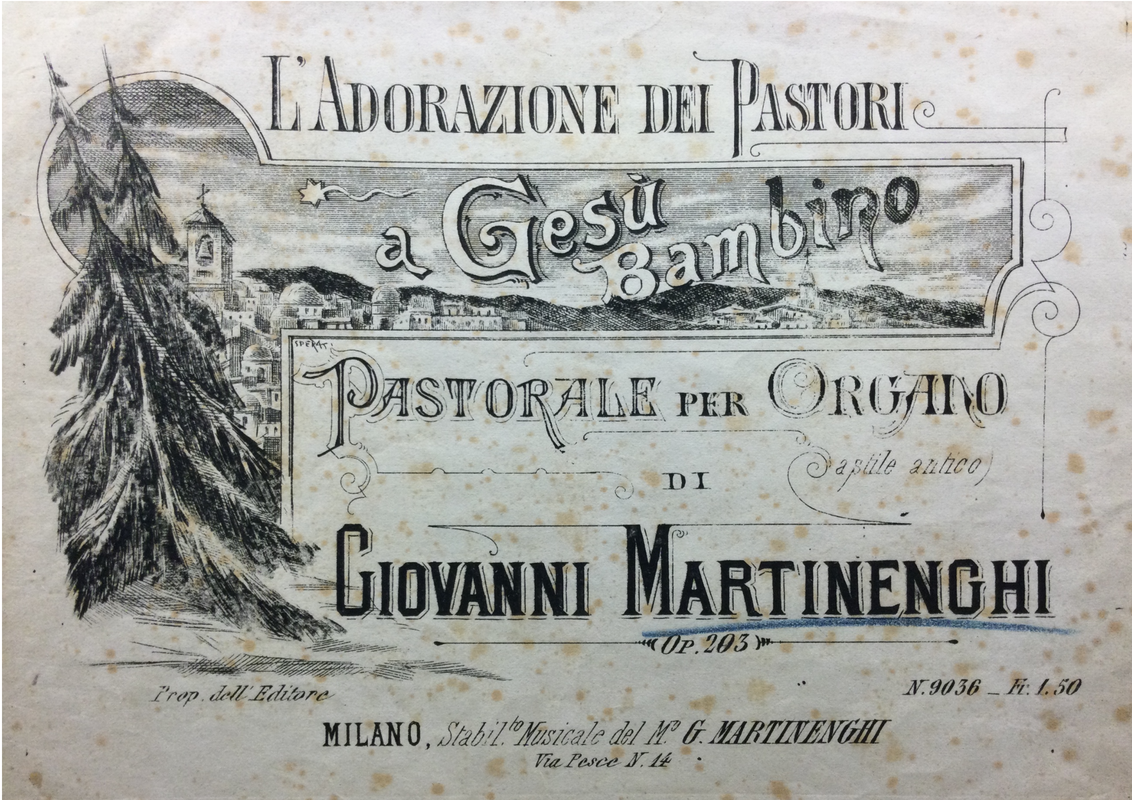 L'ADORAZIONE DEI PASTORI
a Gesù
Bambino
SPERATI
PASTORALE PER ORGANO
(a stile antico)
DI
GIOVANNI MARTINENGHI
OP. 203
Prop. dell'Editore
N. 9036 _ Fr. 1.50
MILANO, Stabil.to Musicale del M.o G. MARTINENGHI
Via Pesce N. 14